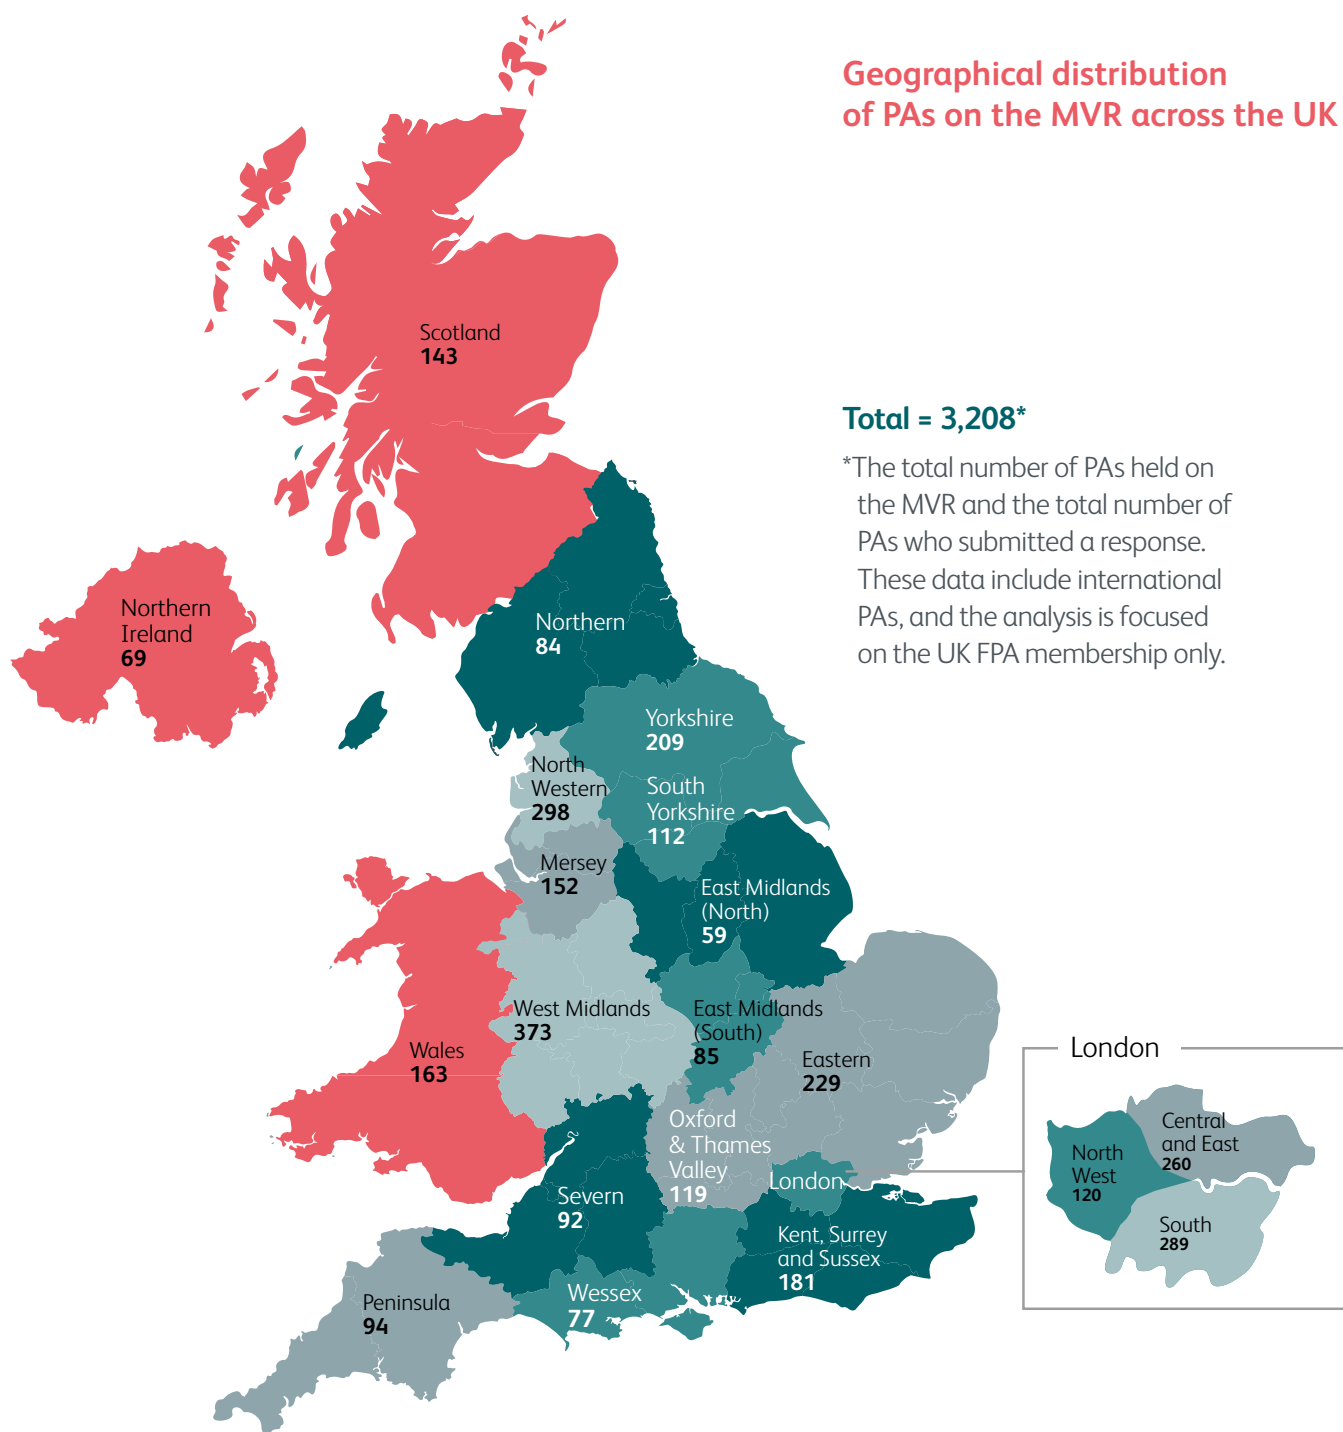 Geographical distribution
of PAs on the MVR across the UK
Scotland
143
Total = 3,208*
*The total number of PAs held on
the MVR and the total number of
PAs who submitted a response.
These data include international
PAs, and the analysis is focused
on the UK FPA membership only.
Northern
Ireland
69
Northern
84
Yorkshire
209
North
Western
298
South
Yorkshire
112
Mersey
152
East Midlands
(North)
59
West Midlands
373
East Midlands
(South)
85
Wales
163
Eastern
229
London
Central
and East
260
North
West
120
South
289
Oxford
& Thames
Valley
119
London
Severn
92
Kent, Surrey
and Sussex
181
Wessex
77
Peninsula
94